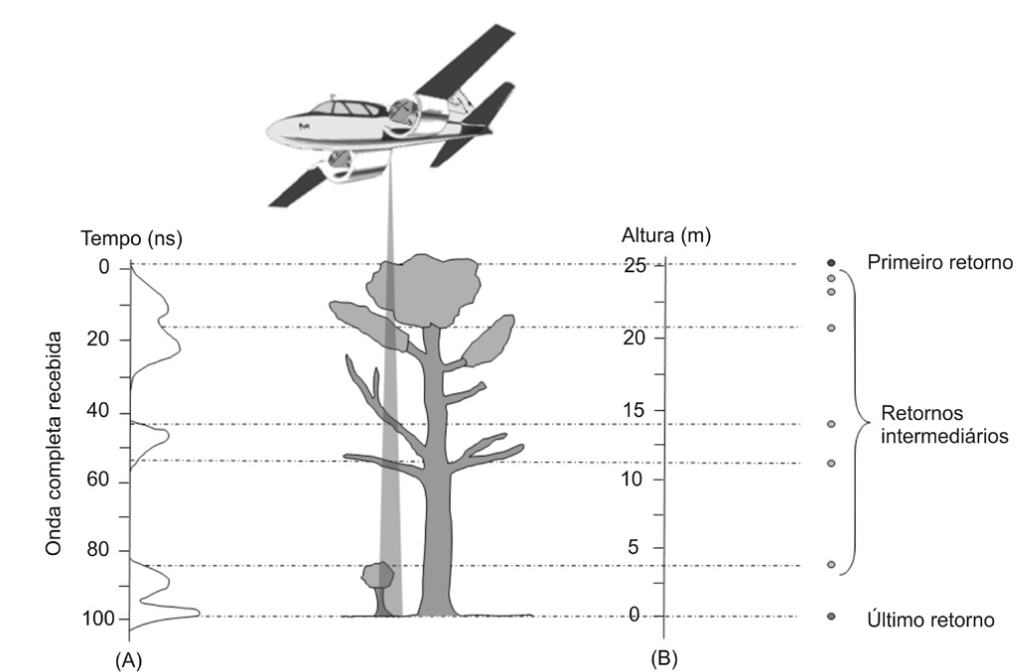 Tempo (ns)
Altura (m)
0
20
40
60
80
100
Onda completa recebida
25
20
15
10
5
0
Primeiro retorno
Retornos
intermediários
Último retorno
(A)
(B)